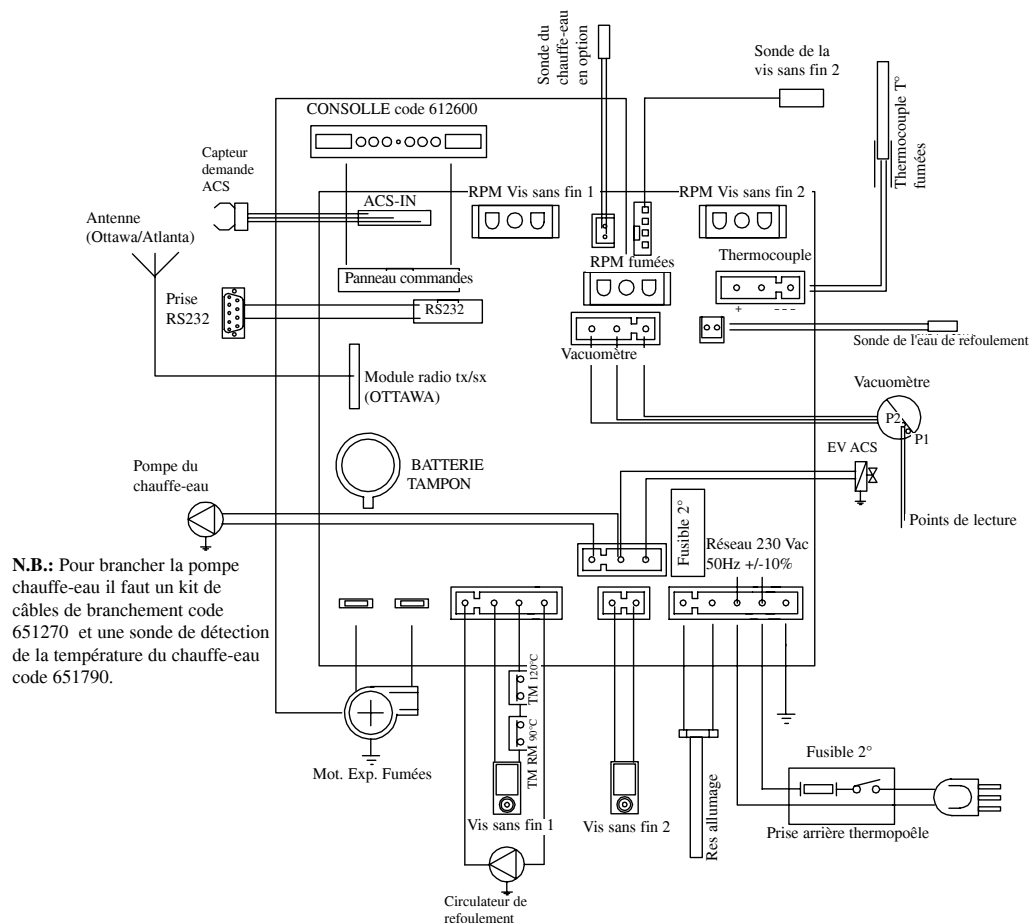 Sonde du
chauffe-eau
en option
Sonde de la
vis sans fin 2
CONSOLLE code 612600
Thermocouple T°
fumées
Capteur
demande
ACS
ACS-IN
RPM Vis sans fin 1
RPM Vis sans fin 2
Antenne
(Ottawa/Atlanta)
RPM fumées
Thermocouple
Panneau commandes
+
---
Prise
RS232
RS232
Vacuomètre
Sonde de l'eau de refoulement
Module radio tx/sx
(OTTAWA)
Vacuomètre
P2
P1
EV ACS
BATTERIE
TAMPON
Pompe du
chauffe-eau
Points de lecture
Fusible 2°
Réseau 230 Vac
50Hz +/-10%
N.B.: Pour brancher la pompe
chauffe-eau il faut un kit de
câbles de branchement code
651270 et une sonde de détection
de la température du chauffe-eau
code 651790.
TM 120°C
TM RM 90°C
Mot. Exp. Fumées
Vis sans fin 1
Vis sans fin 2
Res allumage
Fusible 2°
Prise arrière thermopoêle
Circulateur de
refoulement